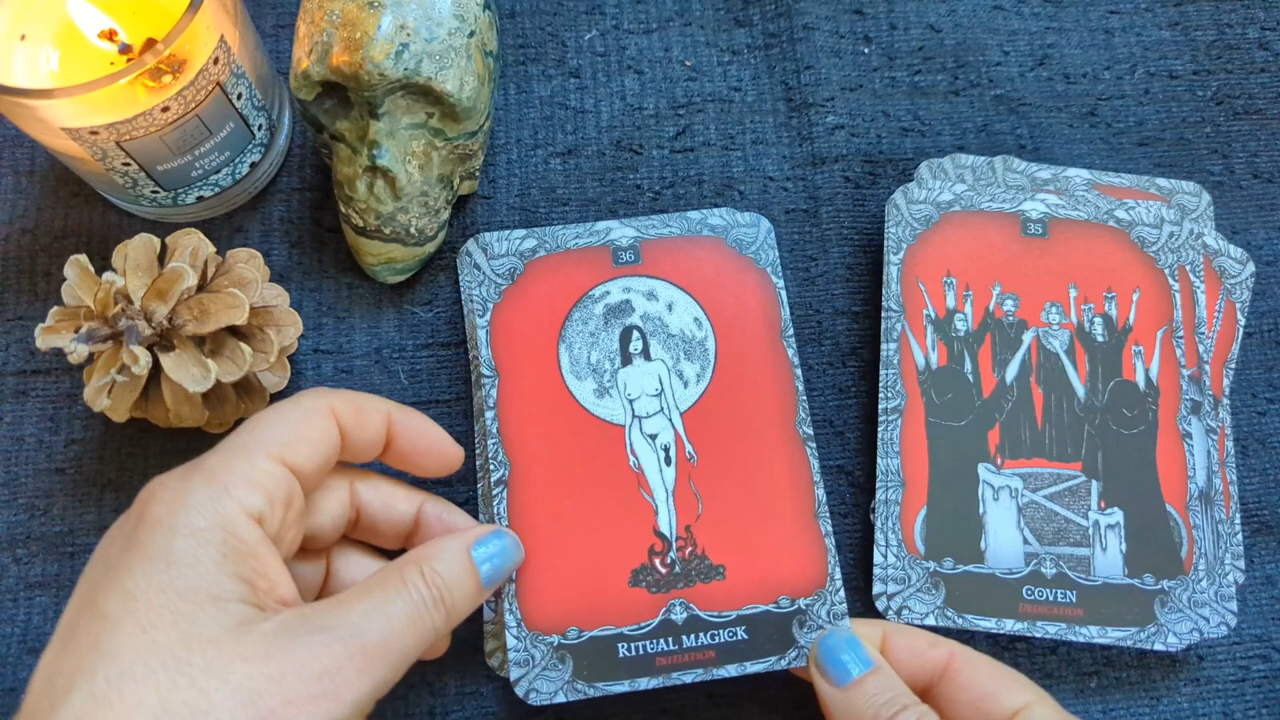 BOUGIE PARFUMÉE
Fleur
de Coton
36
RITUAL MAGICK
INITIATION
35
COVEN
DEDICATION